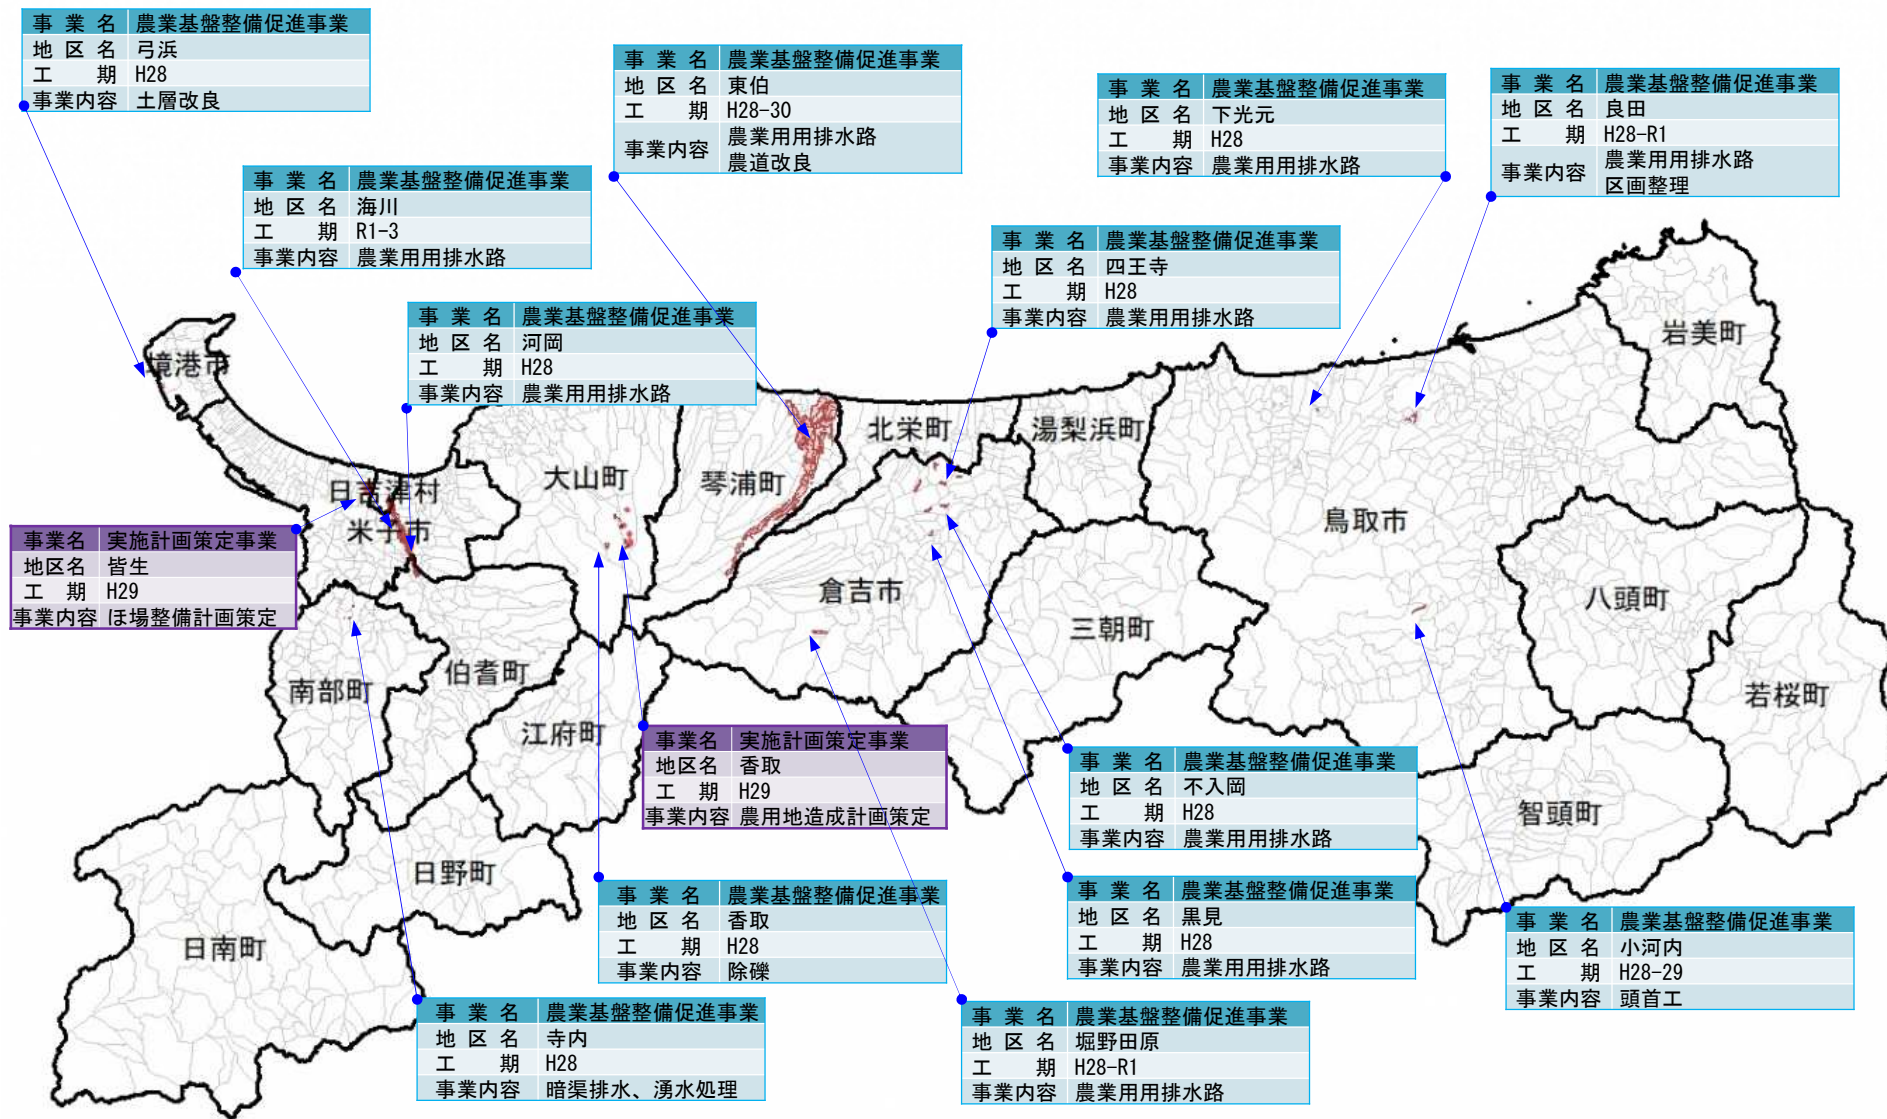 事業名 農業基盤整備促進事業
地区名 弓浜
工期 H28
事業内容 土層改良
事業名 農業基盤整備促進事業
地区名 東伯
工期 H28-30
事業内容 農業用用排水路
農道改良
事業名 農業基盤整備促進事業
地区名 下光元
工期 H28
事業内容 農業用用排水路
事業名 農業基盤整備促進事業
地区名 良田
工期 H28-R1
事業内容 農業用用排水路
区画整理
事業名 農業基盤整備促進事業
地区名 海川
工期 R1-3
事業内容 農業用用排水路
事業名 農業基盤整備促進事業
地区名 四王寺
工期 H28
事業内容 農業用用排水路
事業名 農業基盤整備促進事業
地区名 河岡
工期 H28
事業内容 農業用用排水路
境港市
岩美町
北栄町
湯梨浜町
大山町
琴浦町
日吉津村
米子市
鳥取市
事業名 実施計画策定事業
地区名 皆生
工期 H29
事業内容 ほ場整備計画策定
倉吉市
三朝町
八頭町
南部町
伯耆町
江府町
若桜町
事業名 実施計画策定事業
地区名 香取
工期 H29
事業内容 農用地造成計画策定
事業名 農業基盤整備促進事業
地区名 不入岡
工期 H28
事業内容 農業用用排水路
智頭町
日野町
日南町
事業名 農業基盤整備促進事業
地区名 香取
工期 H28
事業内容 除礫
事業名 農業基盤整備促進事業
地区名 黒見
工期 H28
事業内容 農業用用排水路
事業名 農業基盤整備促進事業
地区名 小河内
工期 H28-29
事業内容 頭首工
事業名 農業基盤整備促進事業
地区名 寺内
工期 H28
事業内容 暗渠排水、湧水処理
事業名 農業基盤整備促進事業
地区名 堀野田原
工期 H28-R1
事業内容 農業用用排水路